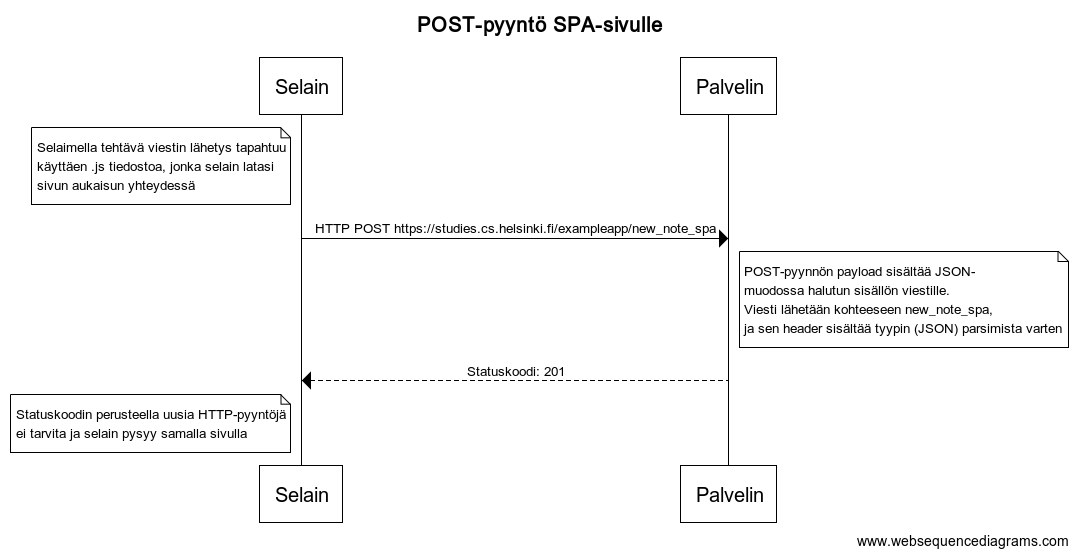 POST-pyyntö SPA-sivulle
Selain
Palvelin
Selaimella tehtävä viestin lähetys tapahtuu
käyttäen .js tiedostoa, jonka selain latasi
sivun aukaisun yhteydessä
HTTP POST https://studies.cs.helsinki.fi/exampleapp/new_note_spa
POST-pyynnön payload sisältää JSON-
muodossa halutun sisällön viestille.
Viesti lähetään kohteeseen new_note_spa,
ja sen header sisältää tyypin (JSON) parsimista varten
Statuskoodi: 201
Statuskoodin perusteella uusia HTTP-pyyntöjä
ei tarvita ja selain pysyy samalla sivulla
Selain
Palvelin
www.websequencediagrams.com